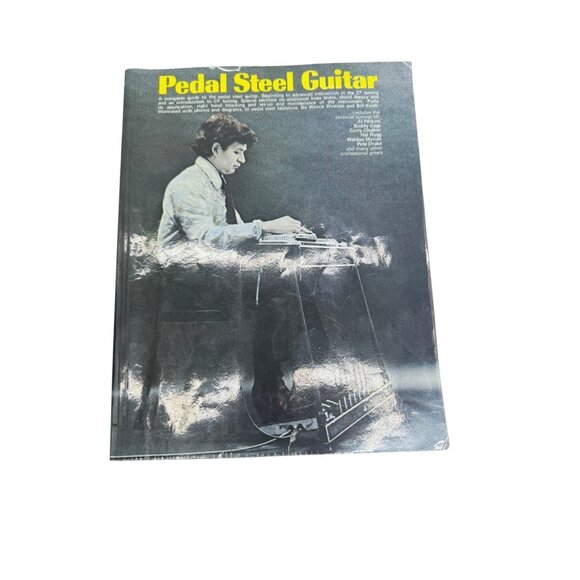 Pedal Steel Guitar
A complete guide to the pedal steel guitar. Beginning to advanced instruction in the E9 tuning
and an introduction to C6 tuning. Special sections on additional knee levers, chord theory and
its application, right hand blocking and set-up and maintenance of the instrument. Fully
illustrated with photos and diagrams. In pedal steel tablature. By Winnie Winston and Bill Keith
Includes the
personal tunings of:
Al Perkins
Buddy Cage
Curly Chalker
Hal Rugg
Weldon Myrick
Pete Drake
and many other
professional greats